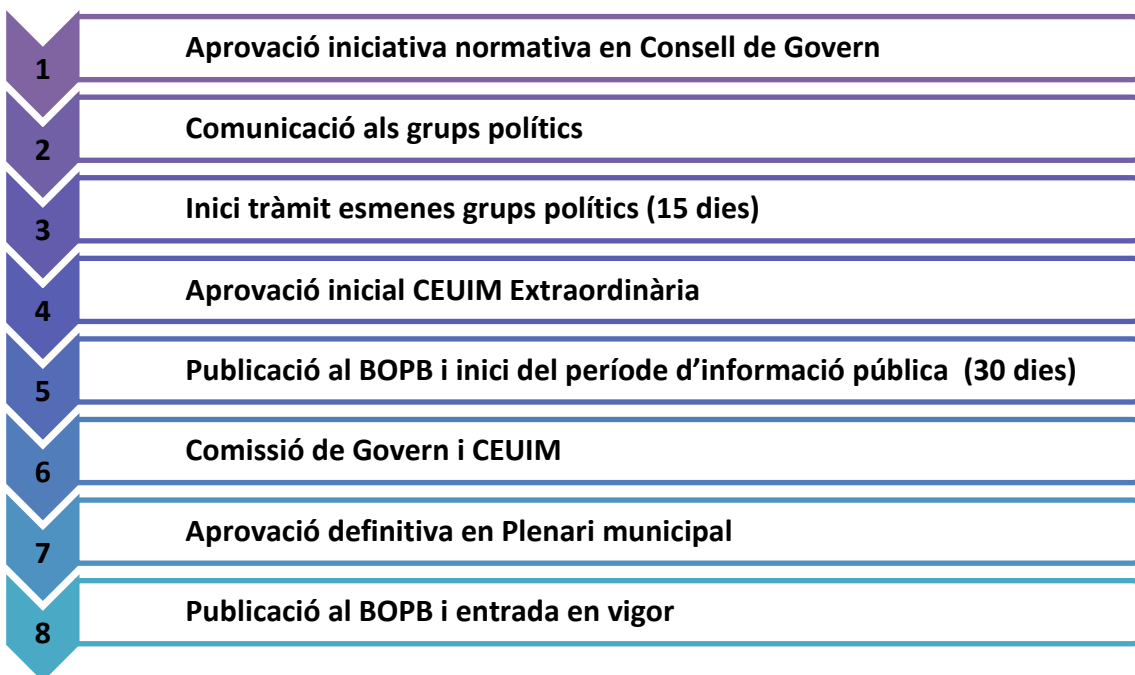 1 Aprovació iniciativa normativa en Consell de Govern
2 Comunicació als grups polítics
3 Inici tràmit esmenes grups polítics (15 dies)
4 Aprovació inicial CEUIM Extraordinària
5 Publicació al BOPB i inici del període d’informació pública (30 dies)
6 Comissió de Govern i CEUIM
7 Aprovació definitiva en Plenari municipal
8 Publicació al BOPB i entrada en vigor